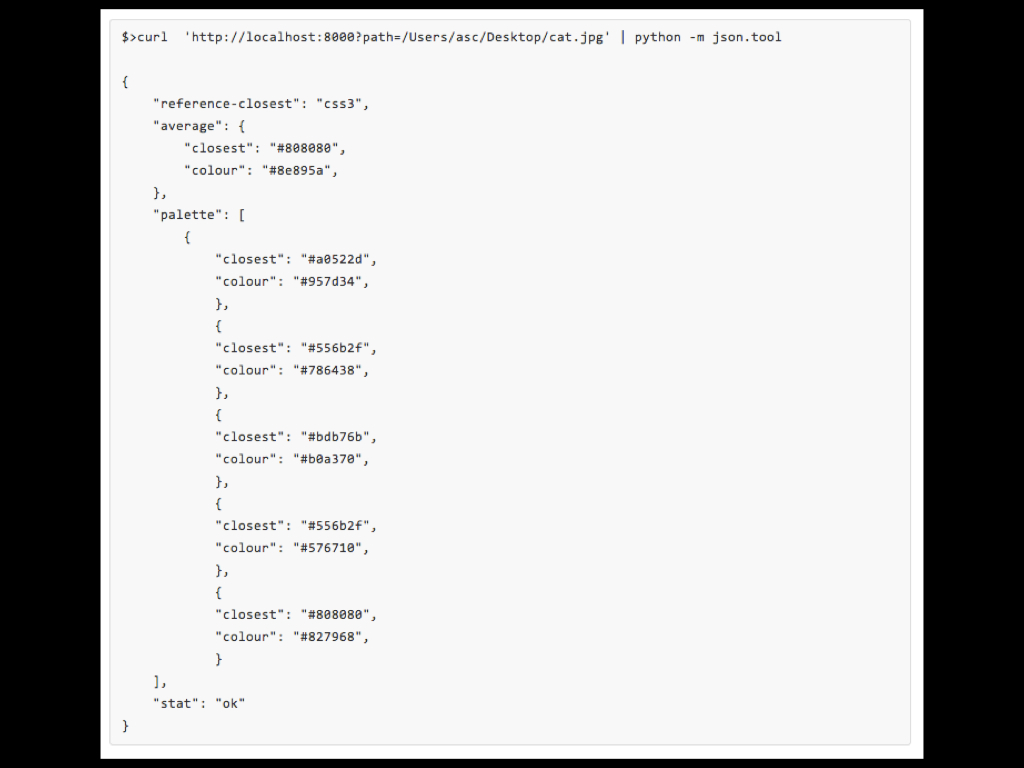 $>curl  'http://localhost:8000?path=/Users/asc/Desktop/cat.jpg' | python -m json.tool
{
    "reference-closest": "css3",
    "average": {
        "closest": "#808080",
        "colour": "#8e895a",
    },
    "palette": [
        {
            "closest": "#a0522d",
            "colour": "#957d34",
            },
            {
            "closest": "#556b2f",
            "colour": "#786438",
            },
            {
            "closest": "#bdb76b",
            "colour": "#b0a370",
            },
            {
            "closest": "#556b2f",
            "colour": "#576710",
            },
            {
            "closest": "#808080",
            "colour": "#827968",
            }
    ],
    "stat": "ok"
}